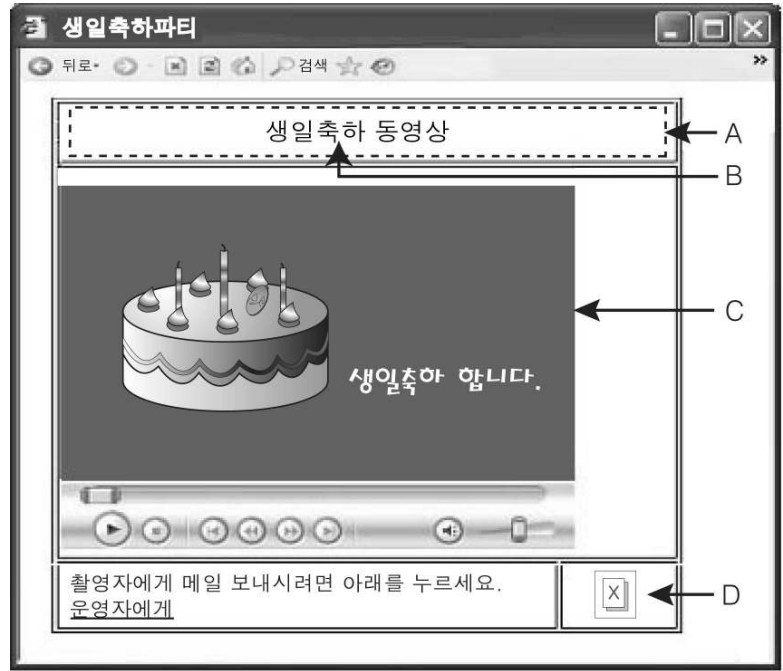 생일축하파티
뒤로
검색
»
생일축하 동영상
A
B
C
생일축하 합니다.
촬영자에게 메일 보내시려면 아래를 누르세요.
운영자에게
X
D